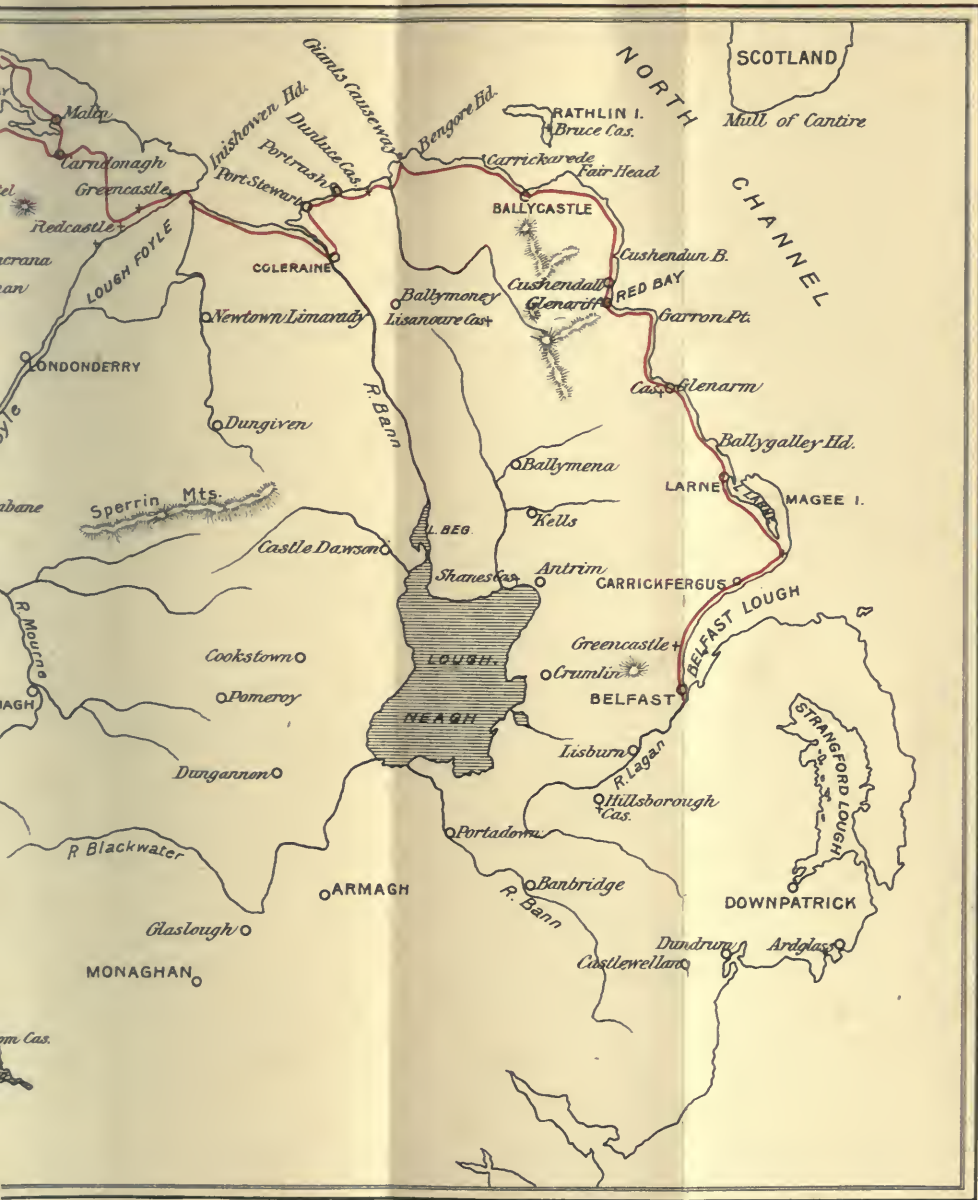 SCOTLAND
Mull of Cantire
NORTH
CHANNEL
RATHLIN I.
Bruce Cas.
Giants Causeway
Bengore Hd.
Inishowen Hd.
Dunluce Cas.
Portrush
Port Stewart
Malin
Carndonagh
Greencastle
Redcastle
Carrickarede
Fair Head
BALLYCASTLE
LOUGH FOYLE
COLERAINE
Cushendun B.
Cushendall
RED BAY
Glenariff
Garron Pt.
Ballymoney
Lisanoure Cas
Newtown Limavady
LONDONDERRY
Cas
Glenarm
R. Bann
Dungiven
Ballygalley Hd.
Ballymena
LARNE
L. LARNE
MAGEE I.
Sperrin Mts.
Kells
L. BEG.
Castle Dawson
Shanes Cas
Antrim
CARRICKFERGUS
BELFAST LOUGH
R. Mourne
Greencastle
Cookstown
LOUGH.
NEAGH
Crumlin
Pomeroy
BELFAST
STRANGFORD LOUGH
Lisburn
R. Lagan
Dungannon
Hillsborough
Cas.
Portadown
R Blackwater
ARMAGH
Banbridge
R. Bann
DOWNPATRICK
Glaslough
Dundrum
Ardglass
Castlewellan
MONAGHAN
om Cas.